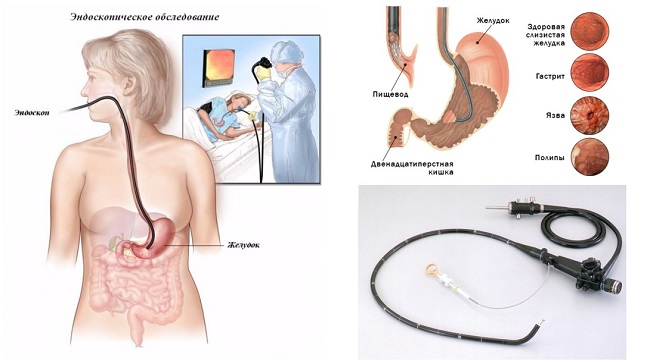 Эндоскопическое обследование
Эндоскоп
Желудок
Желудок
Пищевод
Двенадцатиперстная
кишка
Здоровая
слизистая
желудка
Гастрит
Язва
Полипы